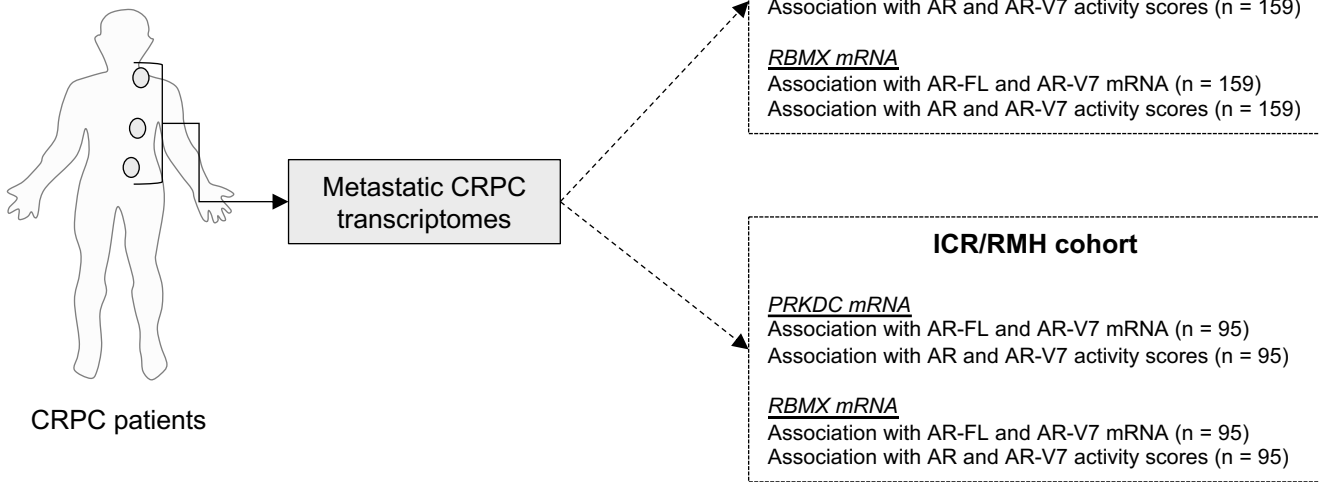 Association with AR and AR-V7 activity scores (n = 159)
RBMX mRNA
Association with AR-FL and AR-V7 mRNA (n = 159)
Association with AR and AR-V7 activity scores (n = 159)
Metastatic CRPC
transcriptomes
ICR/RMH cohort
PRKDC mRNA
Association with AR-FL and AR-V7 mRNA (n = 95)
Association with AR and AR-V7 activity scores (n = 95)
RBMX mRNA
Association with AR-FL and AR-V7 mRNA (n = 95)
Association with AR and AR-V7 activity scores (n = 95)
CRPC patients